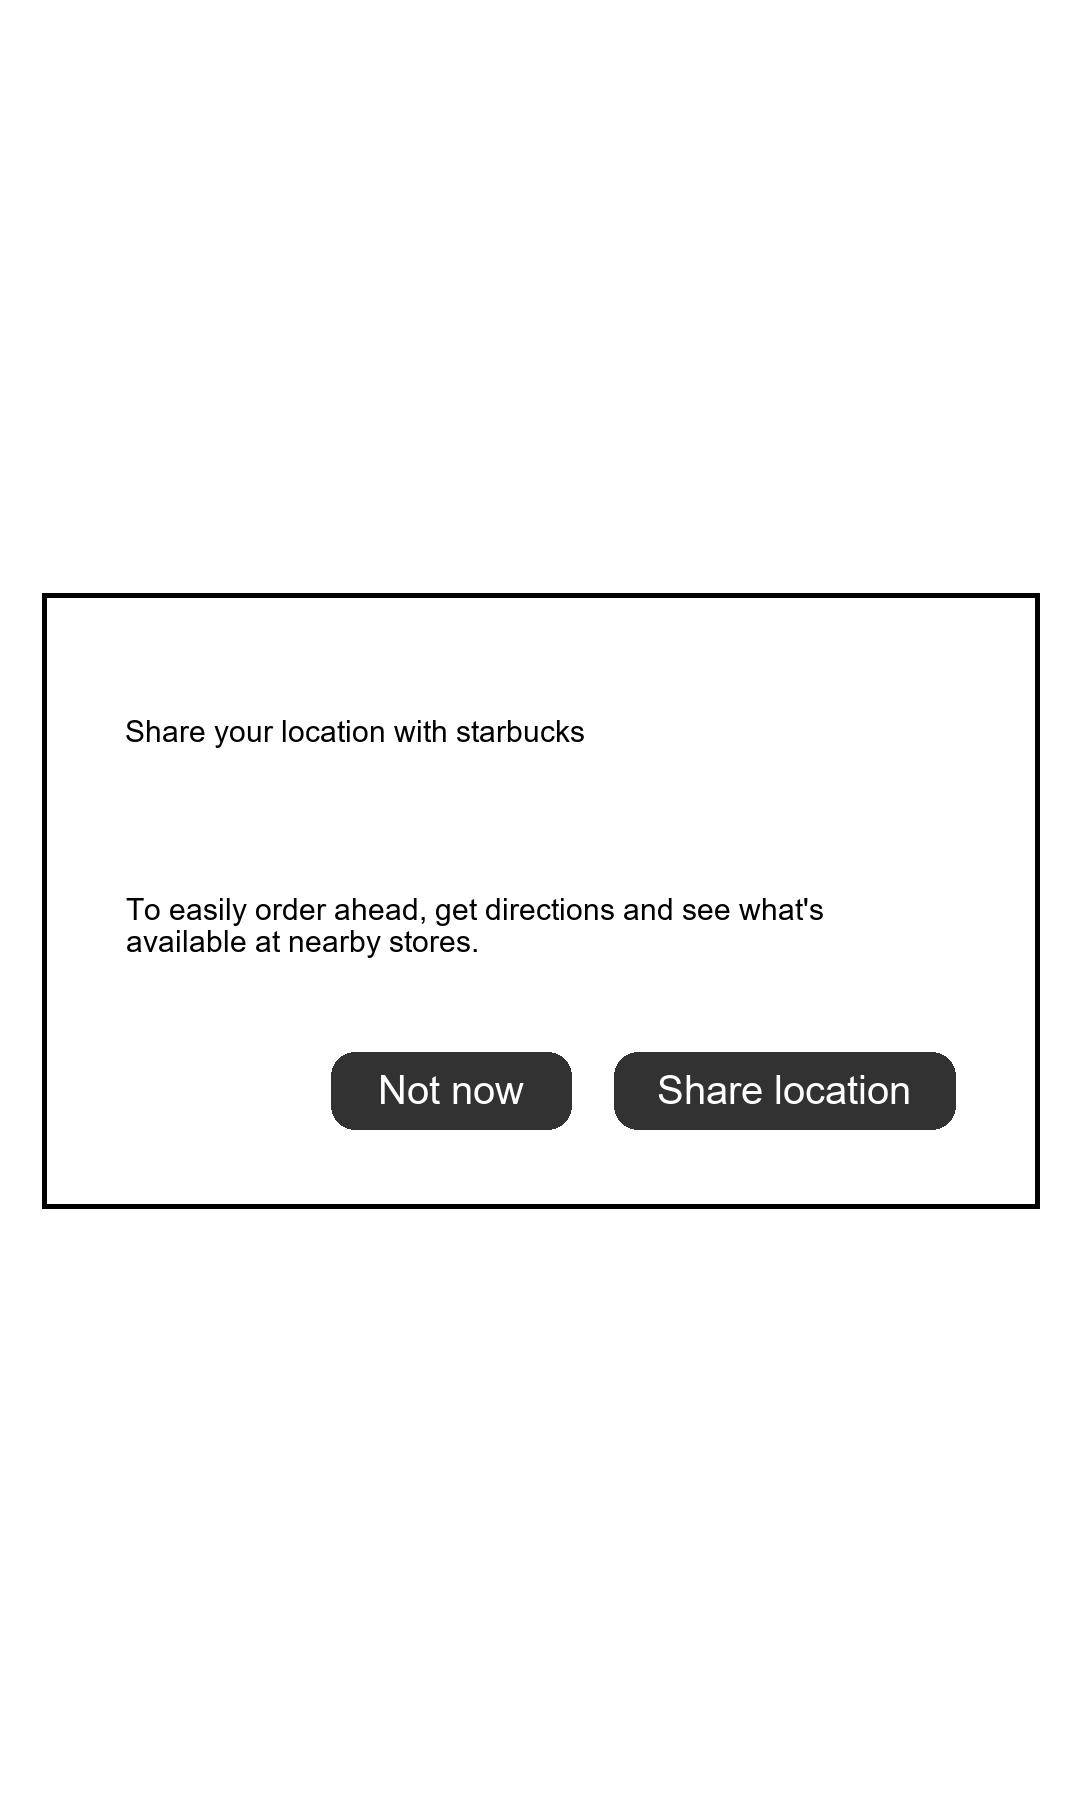 Share your location with starbucks
To easily order ahead, get directions and see what's
available at nearby stores.
Not now
Share location